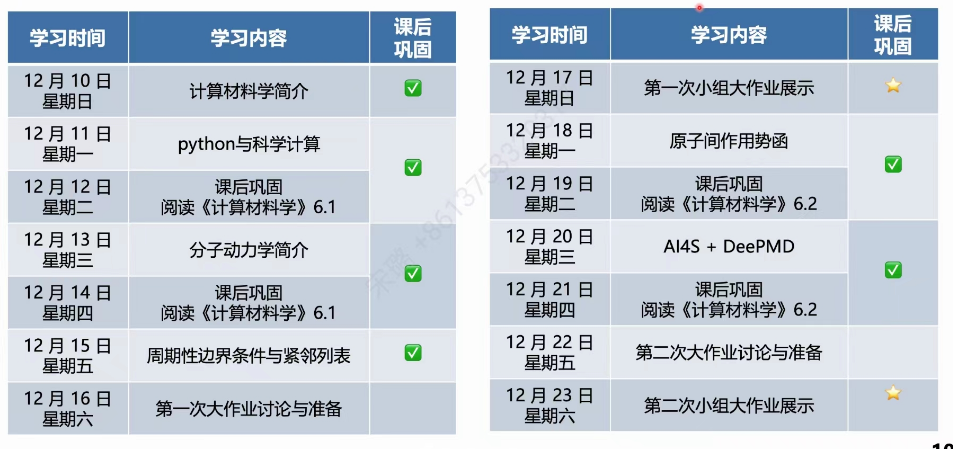 学习时间 学习内容 课后
巩固
12 月 10 日
星期日
计算材料学简介
12 月 11 日
星期一
python与科学计算
12 月 12 日
星期二
课后巩固
阅读《计算材料学》6.1
12 月 13 日
星期三
分子动力学简介
12 月 14 日
星期四
课后巩固
阅读《计算材料学》6.1
12 月 15 日
星期五
周期性边界条件与紧邻列表
12 月 16 日
星期六
第一次大作业讨论与准备
学习时间 学习内容 课后
巩固
12 月 17 日
星期日
第一次小组大作业展示
12 月 18 日
星期一
原子间作用势函
12 月 19 日
星期二
课后巩固
阅读《计算材料学》6.2
12 月 20 日
星期三
AI4S + DeePMD
12 月 21 日
星期四
课后巩固
阅读《计算材料学》6.2
12 月 22 日
星期五
第二次大作业讨论与准备
12 月 23 日
星期六
第二次小组大作业展示